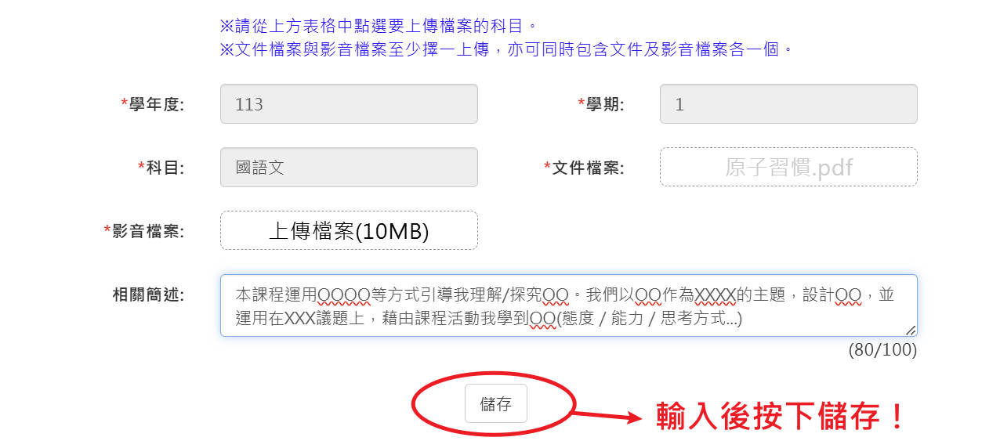 ※請從上方表格中點選要上傳檔案的科目。
※文件檔案與影音檔案至少擇一上傳，亦可同時包含文件及影音檔案各一個。
*學年度: 113 *學期: 1
*科目: 國語文 *文件檔案: 原子習慣.pdf
*影音檔案: 上傳檔案(10MB)
相關簡述: 本課程運用OOOO等方式引導我理解/探究OO。我們以OO作為XXXX的主題，設計OO，並
運用在XXX議題上，藉由課程活動我學到OO(態度 / 能力 / 思考方式...)
(80/100)
儲存 輸入後按下儲存！